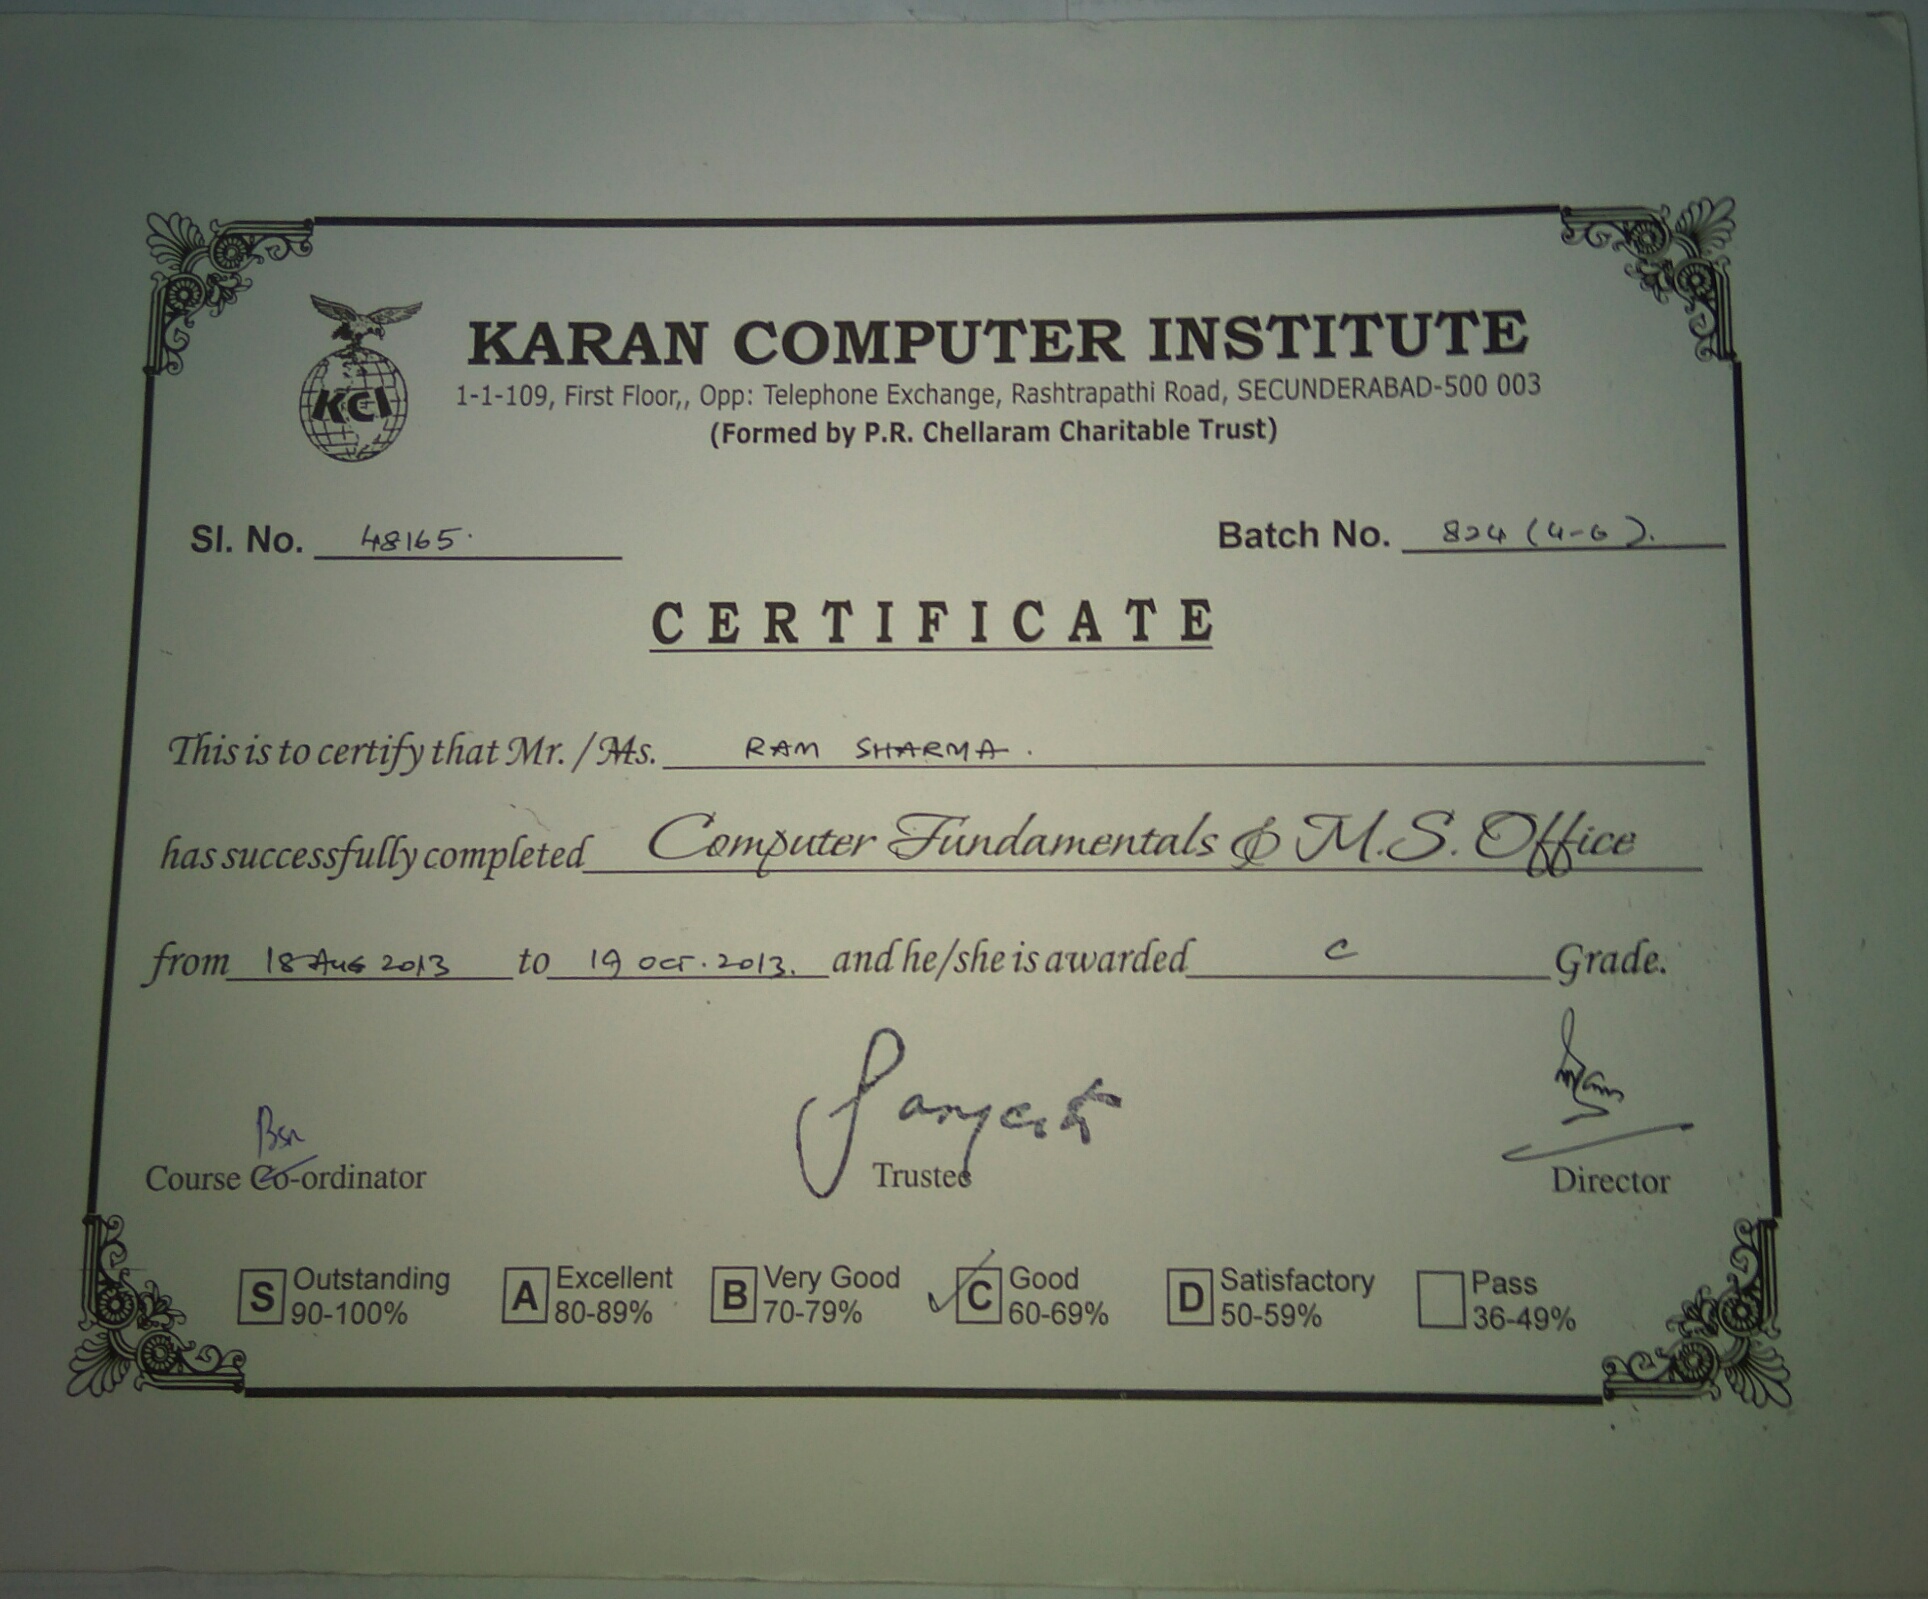 KCI
KARAN COMPUTER INSTITUTE
1-1-109, First Floor,, Opp: Telephone Exchange, Rashtrapathi Road, SECUNDERABAD-500 003
(Formed by P.R. Chellaram Charitable Trust)
Sl. No. 48165. Batch No. 824 (4-6).
CERTIFICATE
This is to certify that Mr. / Ms. RAM SHARMA.
has successfully completed Computer Fundamentals & M.S. Office
from 18 Aug 2013 to 19 OCT. 2013. and he/she is awarded C Grade.
Course Co-ordinator Trustee Director
S Outstanding A Excellent B Very Good C Good D Satisfactory Pass
90-100% 80-89% 70-79% 60-69% 50-59% 36-49%